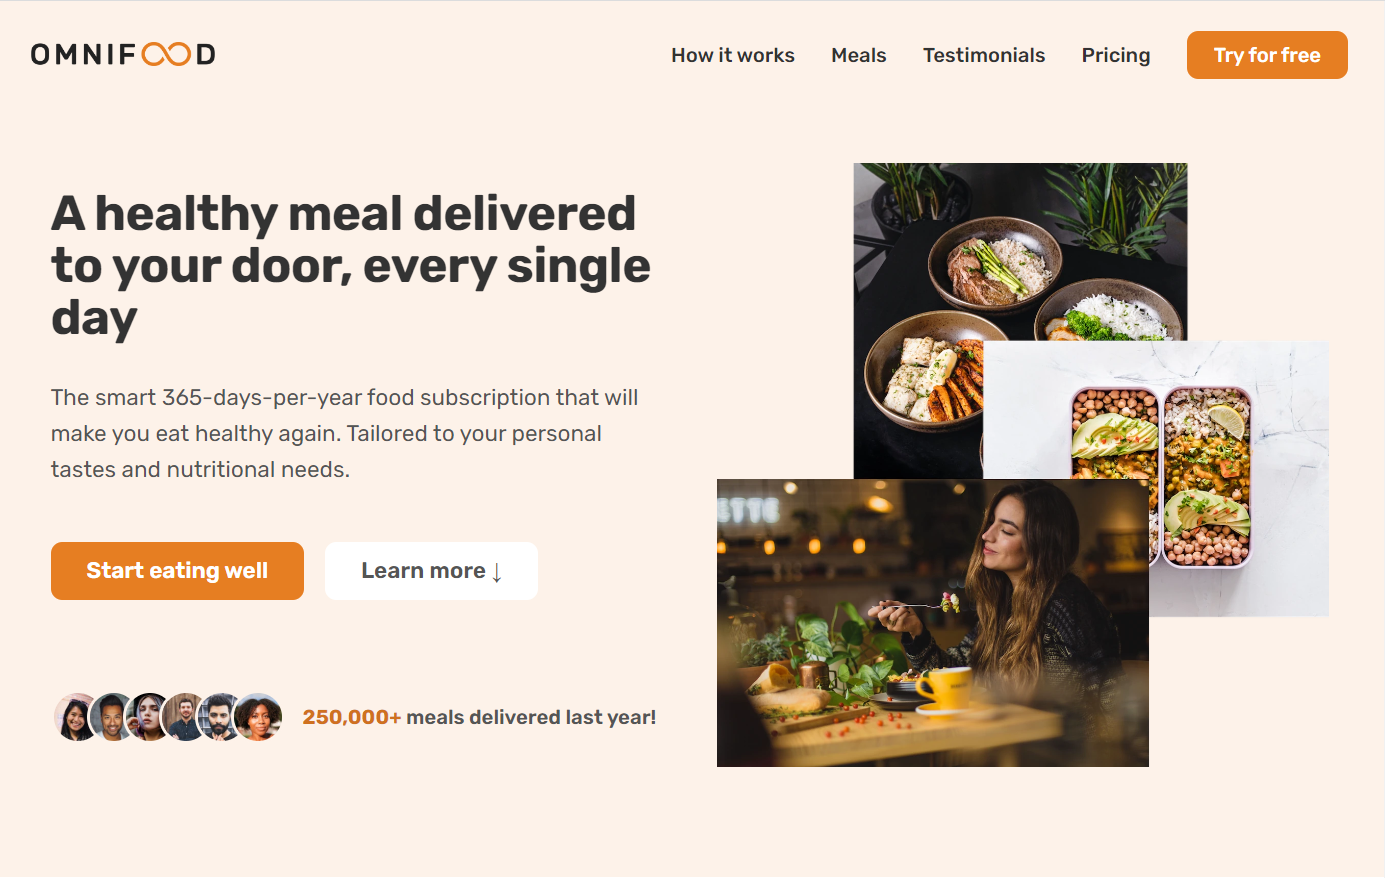 OMNIFOOD
How it works Meals Testimonials Pricing Try for free
A healthy meal delivered
to your door, every single
day
The smart 365-days-per-year food subscription that will
make you eat healthy again. Tailored to your personal
tastes and nutritional needs.
Start eating well Learn more ↓
250,000+ meals delivered last year!